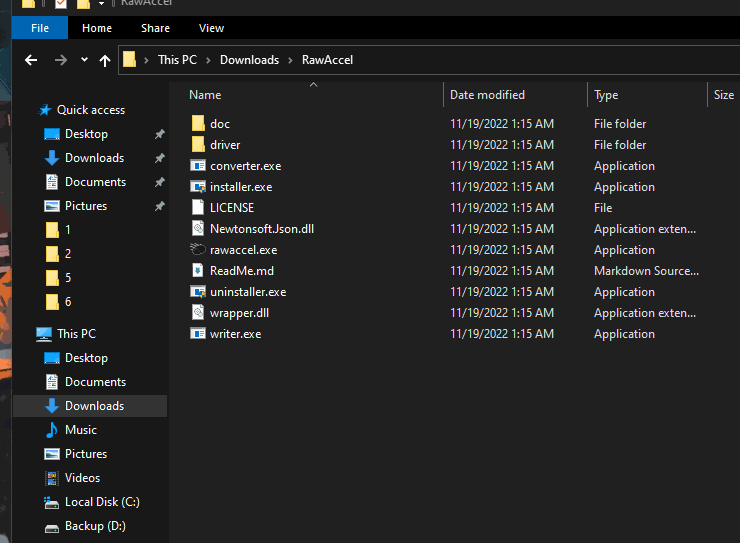 RawAccel
File Home Share View
This PC Downloads RawAccel
Name Date modified Type Size
Quick access
Desktop
Downloads
Documents
Pictures
1
2
5
6
This PC
Desktop
Documents
Downloads
Music
Pictures
Videos
Local Disk (C:)
Backup (D:)
doc 11/19/2022 1:15 AM File folder
driver 11/19/2022 1:15 AM File folder
converter.exe 11/19/2022 1:15 AM Application
installer.exe 11/19/2022 1:15 AM Application
LICENSE 11/19/2022 1:15 AM File
Newtonsoft.Json.dll 11/19/2022 1:15 AM Application exten...
rawaccel.exe 11/19/2022 1:15 AM Application
ReadMe.md 11/19/2022 1:15 AM Markdown Source...
uninstaller.exe 11/19/2022 1:15 AM Application
wrapper.dll 11/19/2022 1:15 AM Application exten...
writer.exe 11/19/2022 1:15 AM Application